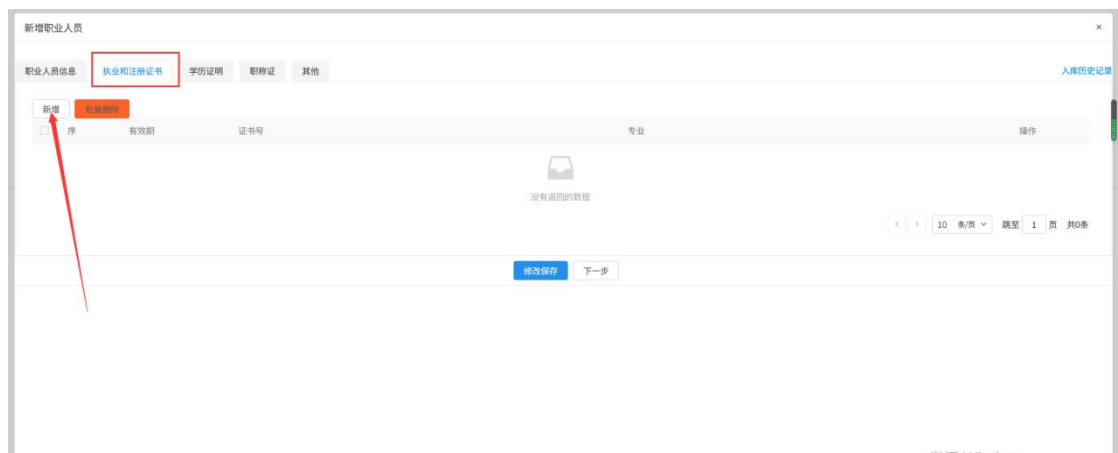 新增职业人员 ×
职业人员信息 执业和注册证书 学历证明 职称证 其他 入库历史记录
新增 批量删除
序 有效期 证书号 专业 操作
没有返回的数据
< > 10 条/页 跳至 1 页 共0条
修改保存 下一步